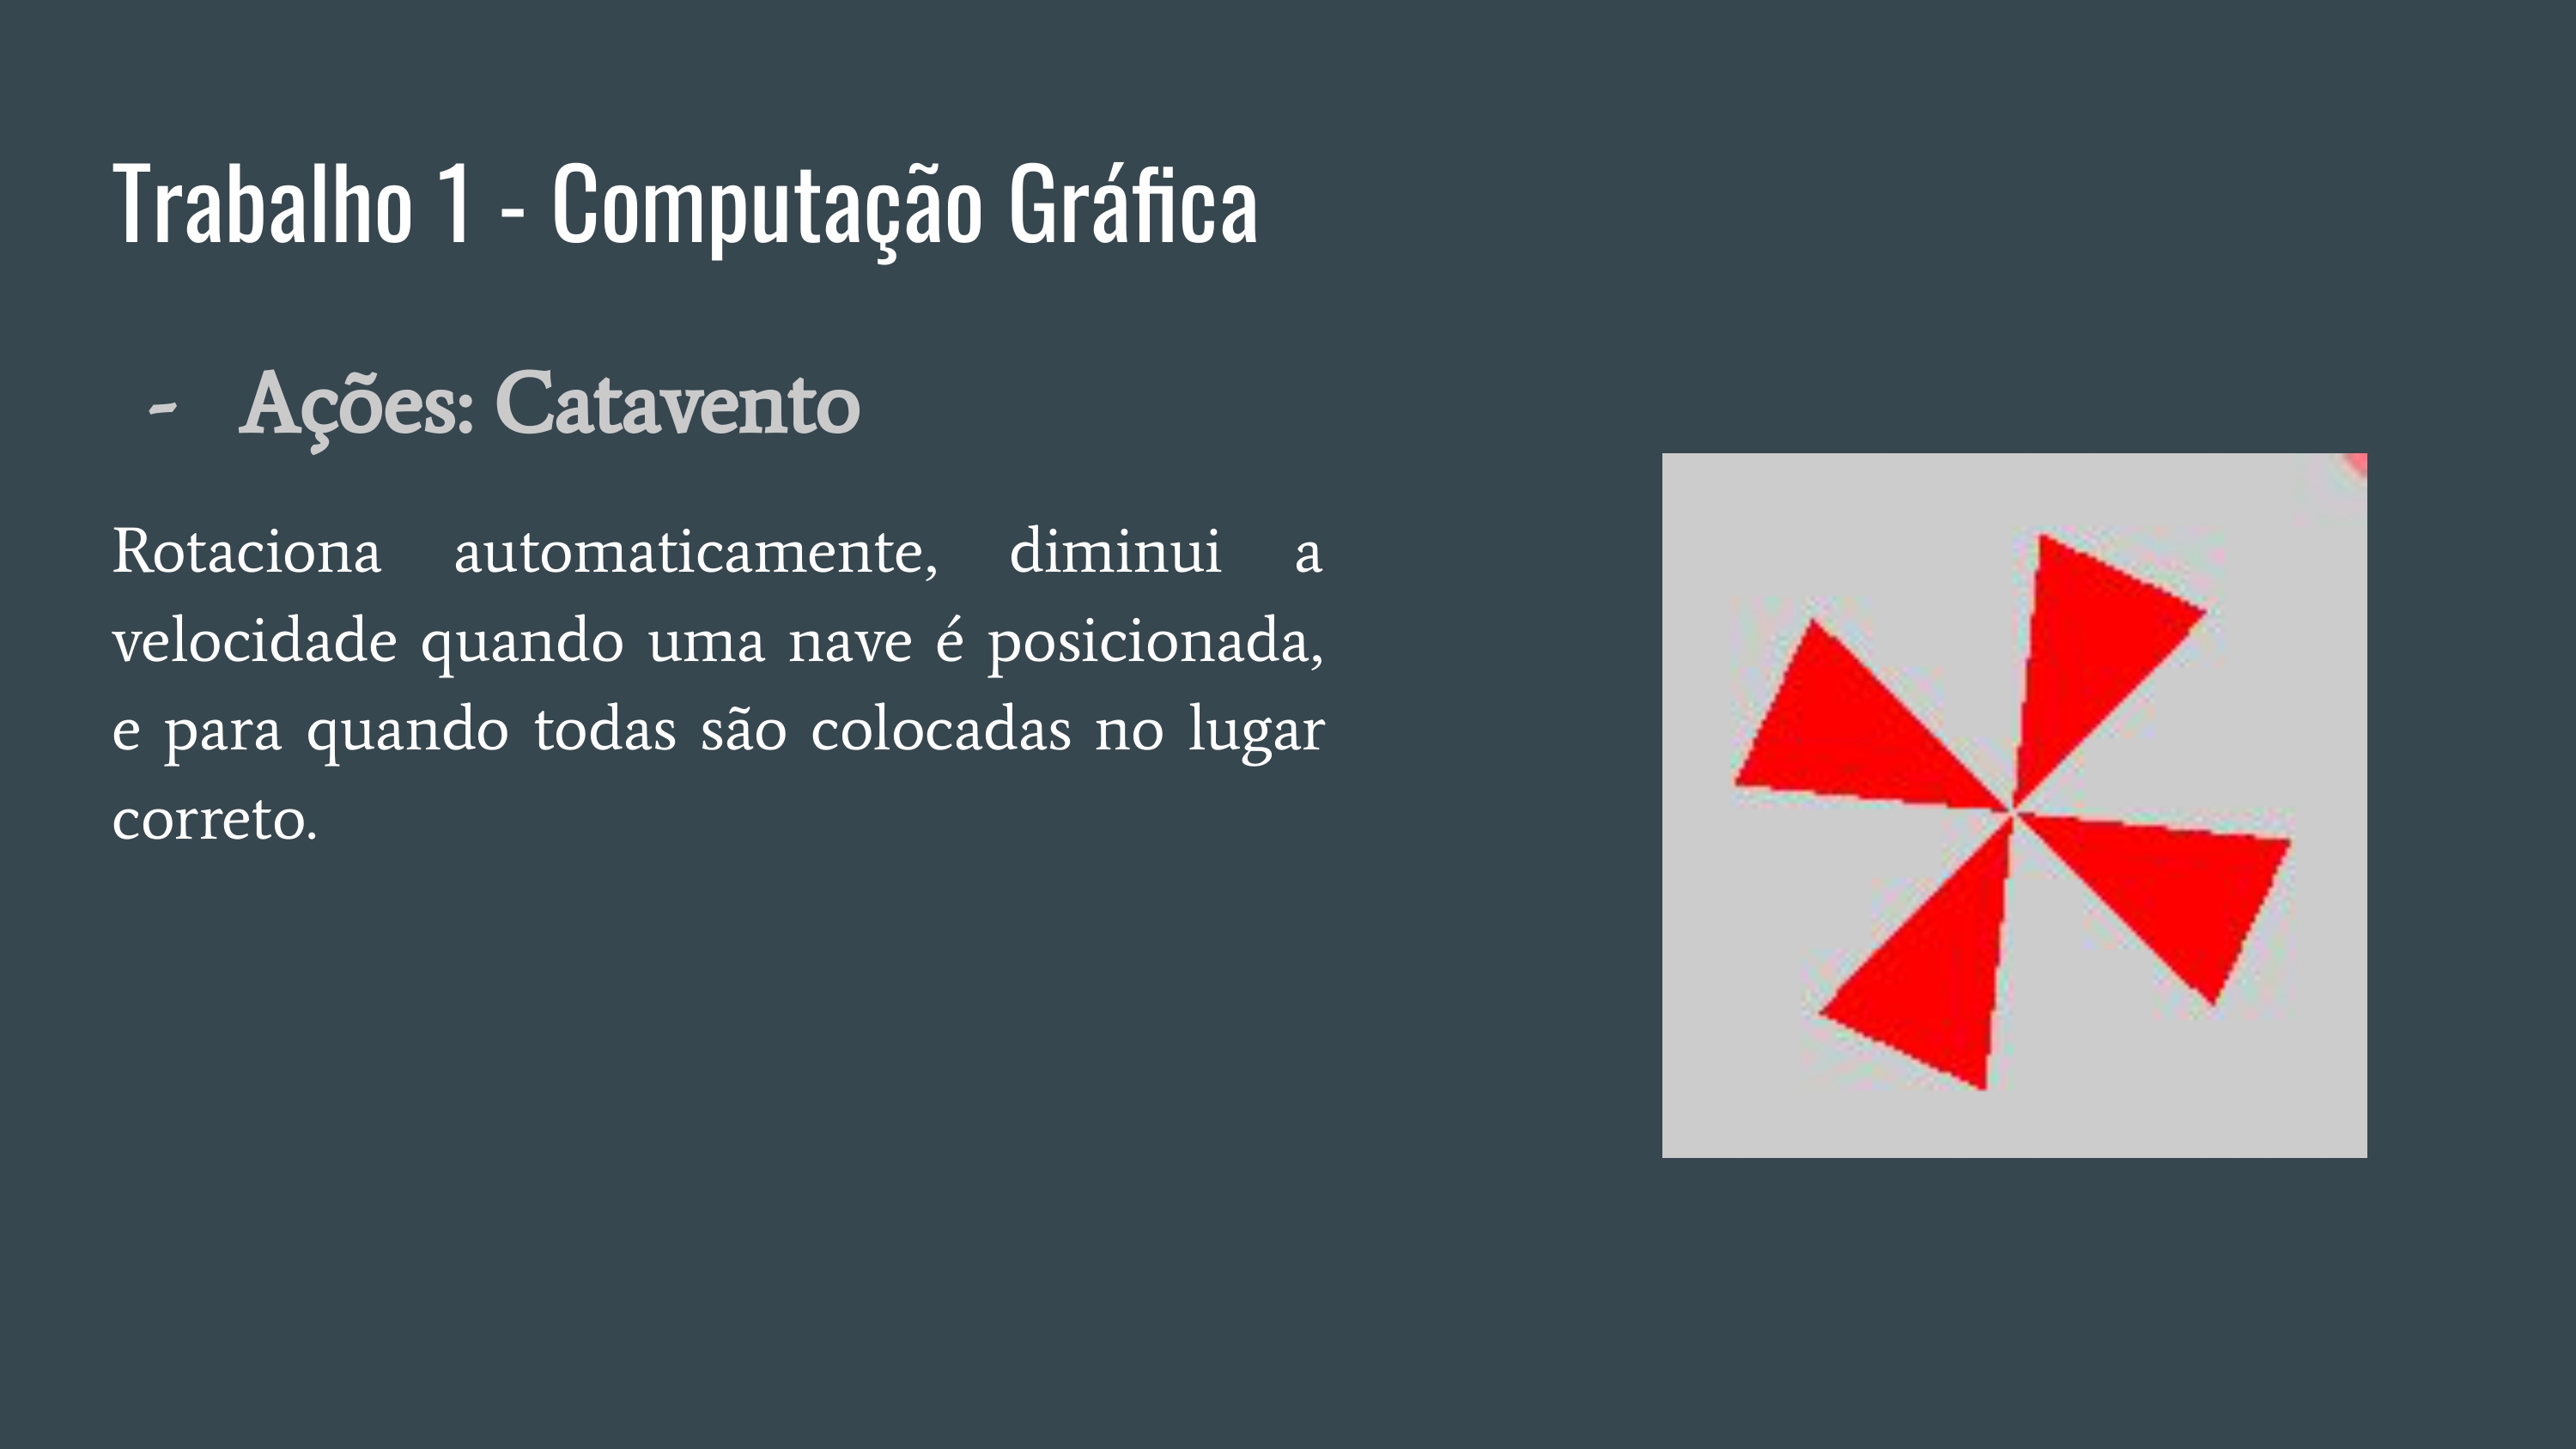 Trabalho 1 - Computação Gráfica
- Ações: Catavento
Rotaciona automaticamente, diminui a
velocidade quando uma nave é posicionada,
e para quando todas são colocadas no lugar
correto.